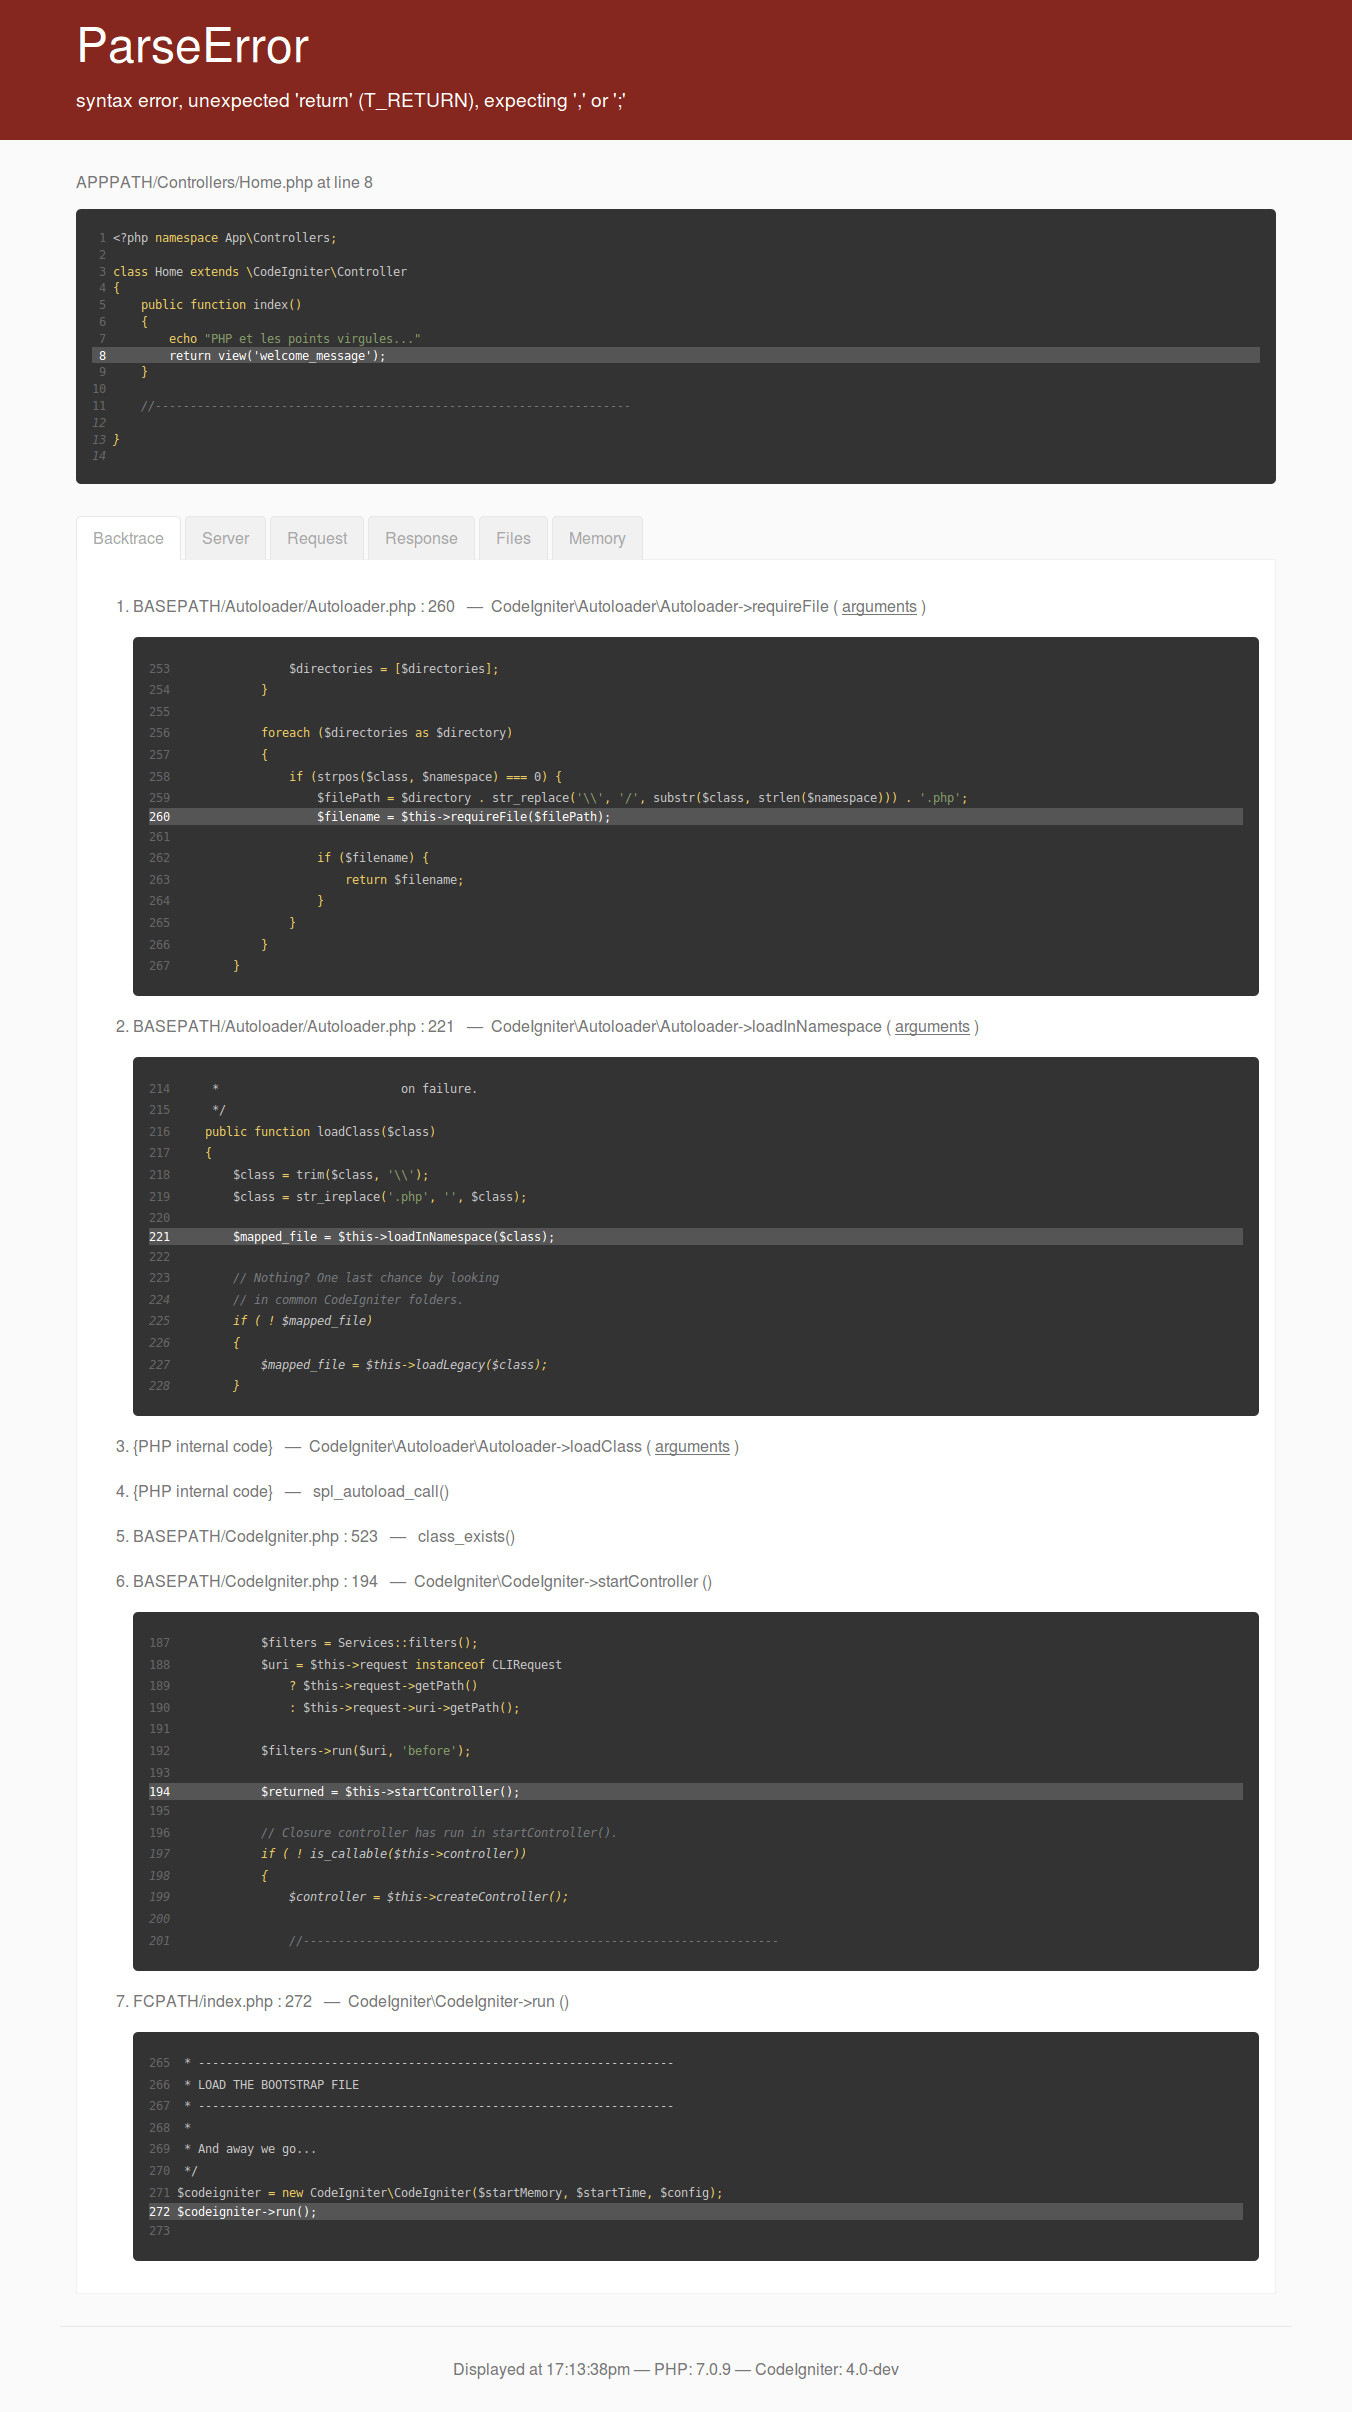 ParseError
syntax error, unexpected 'return' (T_RETURN), expecting ',' or ';'
APPPATH/Controllers/Home.php at line 8
1 <?php namespace App\Controllers;
2
3 class Home extends \CodeIgniter\Controller
4 {
5     public function index()
6     {
7         echo "PHP et les points virgules..."
8         return view('welcome_message');
9     }
10
11     //--------------------------------------------------------------------
12
13 }
14
Backtrace Server Request Response Files Memory
1. BASEPATH/Autoloader/Autoloader.php : 260 — CodeIgniter\Autoloader\Autoloader->requireFile ( arguments )
253                 $directories = [$directories];
254             }
255
256             foreach ($directories as $directory)
257             {
258                 if (strpos($class, $namespace) === 0) {
259                     $filePath = $directory . str_replace('\\', '/', substr($class, strlen($namespace))) . '.php';
260                     $filename = $this->requireFile($filePath);
261
262                     if ($filename) {
263                         return $filename;
264                     }
265                 }
266             }
267         }
2. BASEPATH/Autoloader/Autoloader.php : 221 — CodeIgniter\Autoloader\Autoloader->loadInNamespace ( arguments )
214      *                          on failure.
215      */
216     public function loadClass($class)
217     {
218         $class = trim($class, '\\');
219         $class = str_ireplace('.php', '', $class);
220
221         $mapped_file = $this->loadInNamespace($class);
222
223         // Nothing? One last chance by looking
224         // in common CodeIgniter folders.
225         if ( ! $mapped_file)
226         {
227             $mapped_file = $this->loadLegacy($class);
228         }
3. {PHP internal code} — CodeIgniter\Autoloader\Autoloader->loadClass ( arguments )
4. {PHP internal code} — spl_autoload_call()
5. BASEPATH/CodeIgniter.php : 523 — class_exists()
6. BASEPATH/CodeIgniter.php : 194 — CodeIgniter\CodeIgniter->startController ()
187             $filters = Services::filters();
188             $uri = $this->request instanceof CLIRequest
189                 ? $this->request->getPath()
190                 : $this->request->uri->getPath();
191
192             $filters->run($uri, 'before');
193
194             $returned = $this->startController();
195
196             // Closure controller has run in startController().
197             if ( ! is_callable($this->controller))
198             {
199                 $controller = $this->createController();
200
201                 //--------------------------------------------------------------------
7. FCPATH/index.php : 272 — CodeIgniter\CodeIgniter->run ()
265  * --------------------------------------------------------------------
266  * LOAD THE BOOTSTRAP FILE
267  * --------------------------------------------------------------------
268  *
269  * And away we go...
270  */
271 $codeigniter = new CodeIgniter\CodeIgniter($startMemory, $startTime, $config);
272 $codeigniter->run();
273
Displayed at 17:13:38pm — PHP: 7.0.9 — CodeIgniter: 4.0-dev